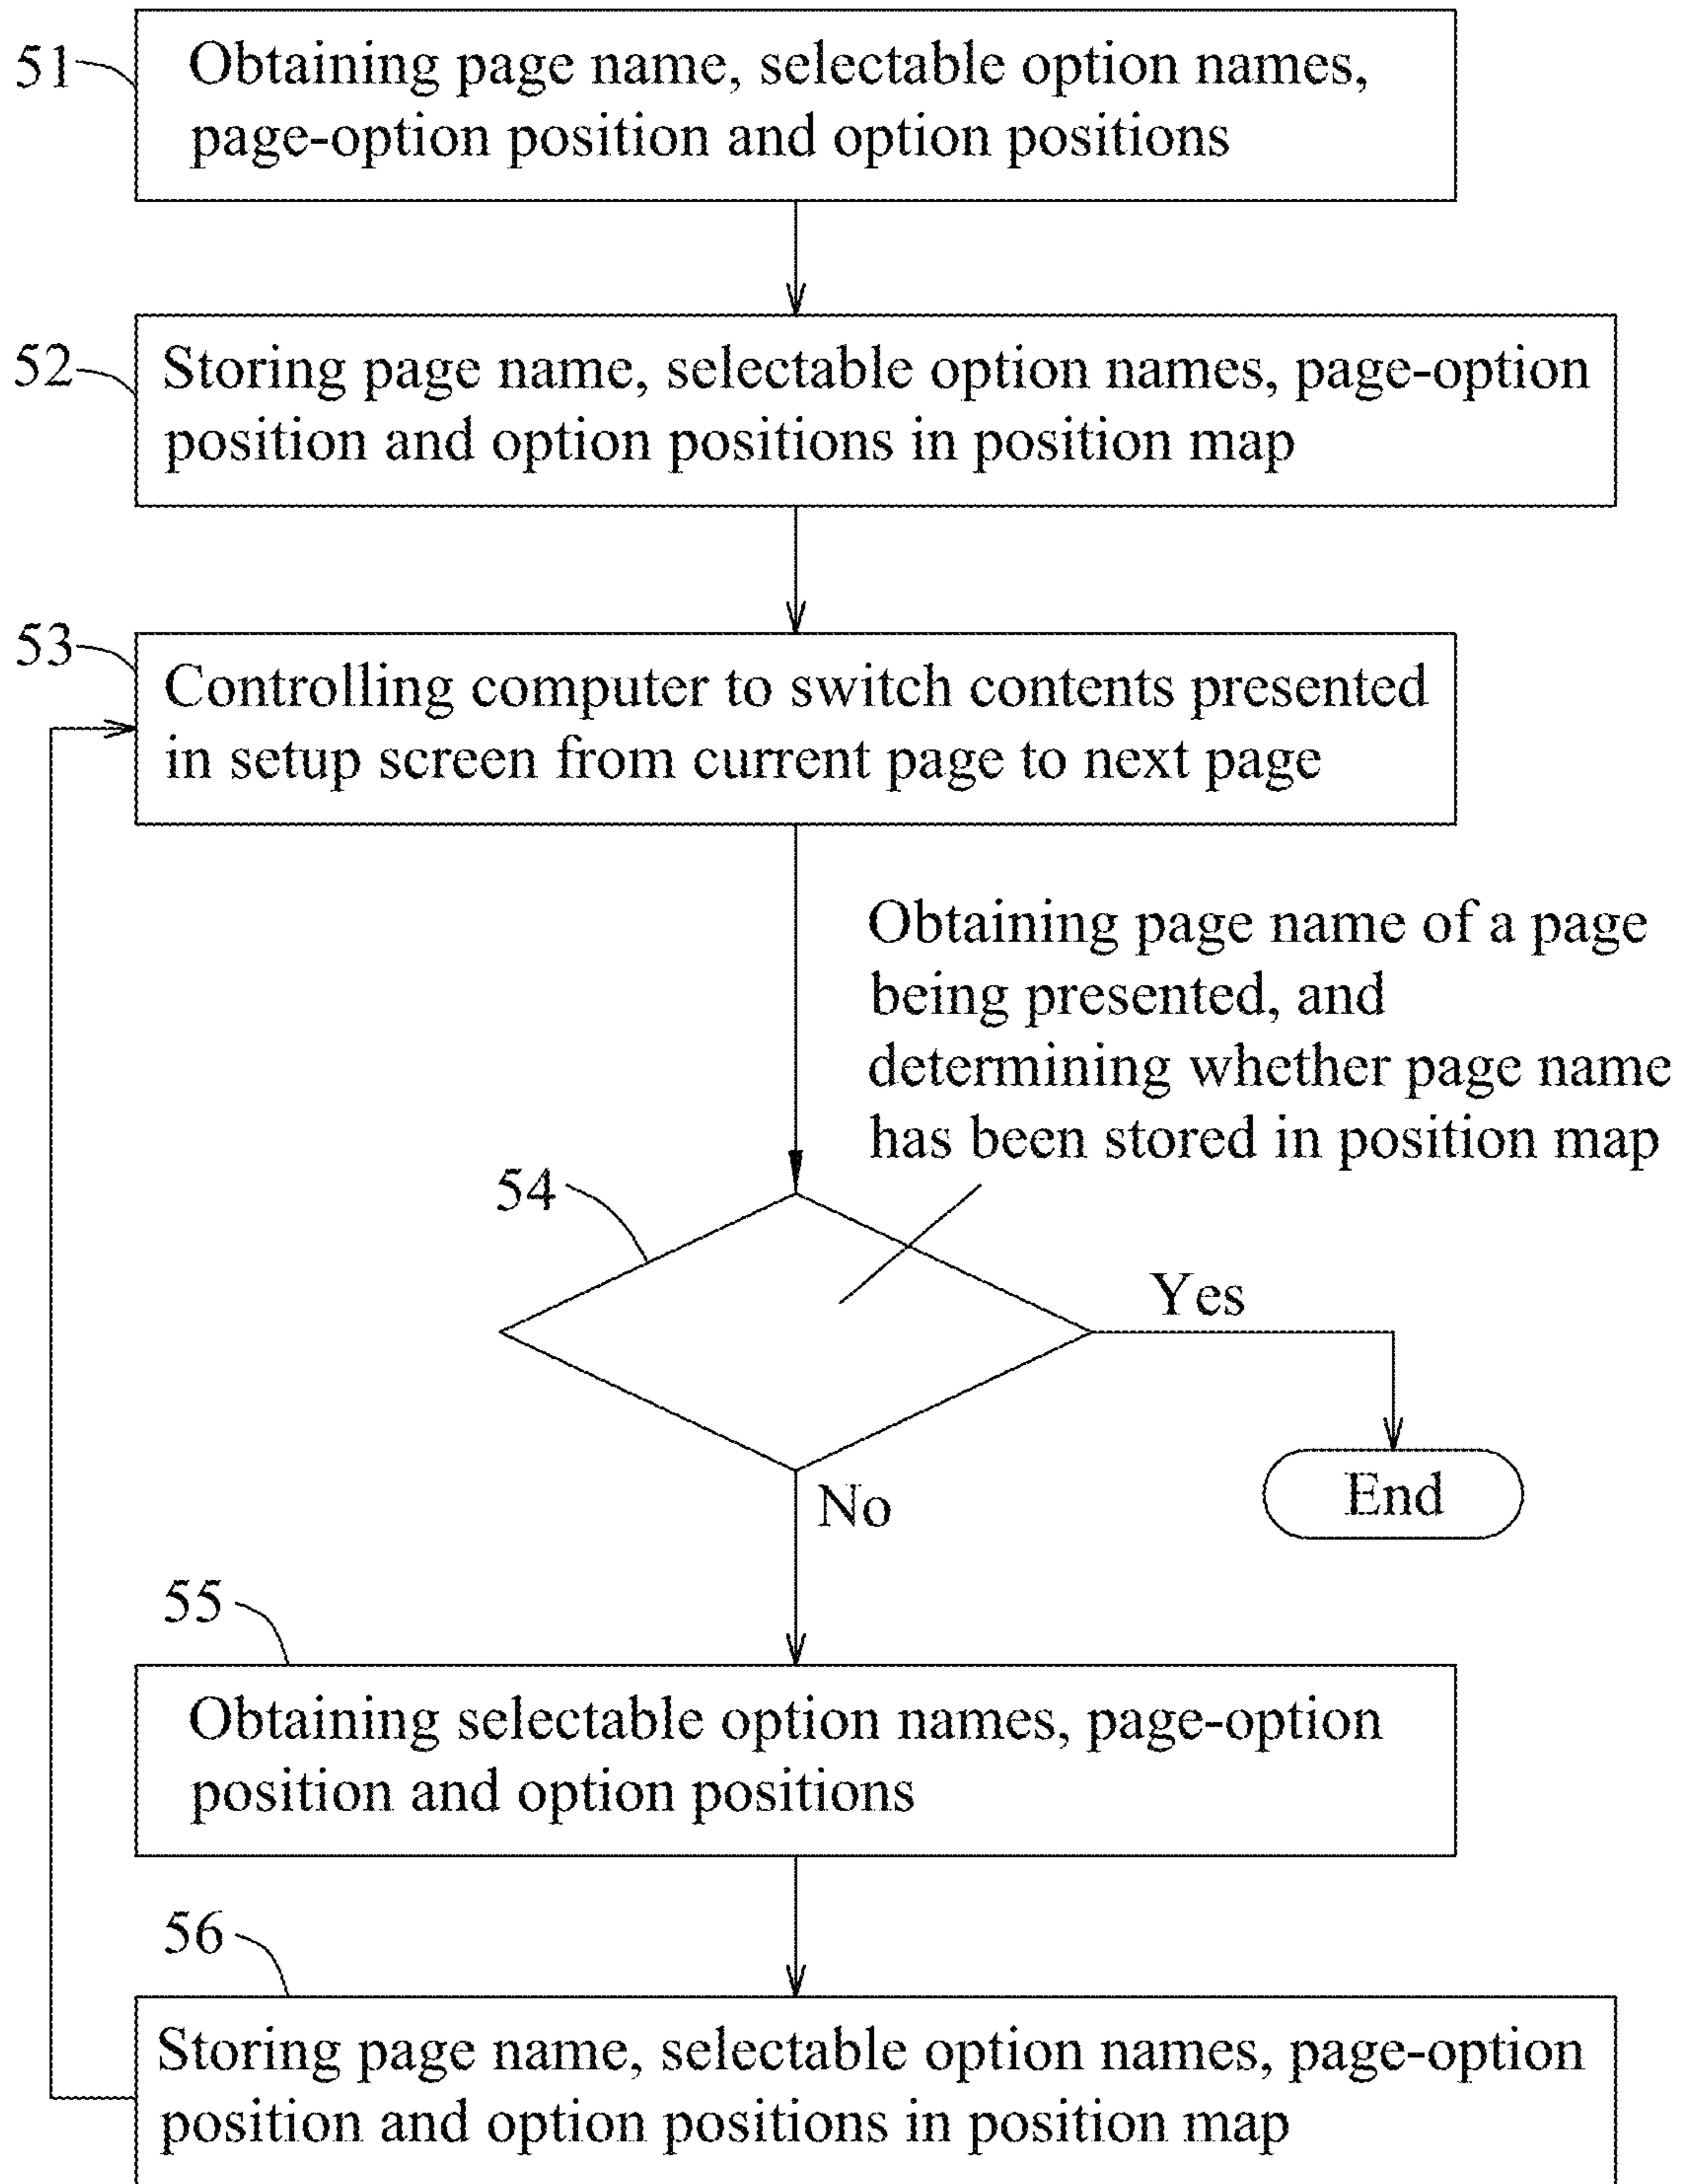 51
Obtaining page name, selectable option names,
page-option position and option positions
52
Storing page name, selectable option names, page-option
position and option positions in position map
53
Controlling computer to switch contents presented
in setup screen from current page to next page
Obtaining page name of a page
being presented, and
determining whether page name
has been stored in position map
54
Yes
End
No
55
Obtaining selectable option names, page-option
position and option positions
56
Storing page name, selectable option names, page-option
position and option positions in position map